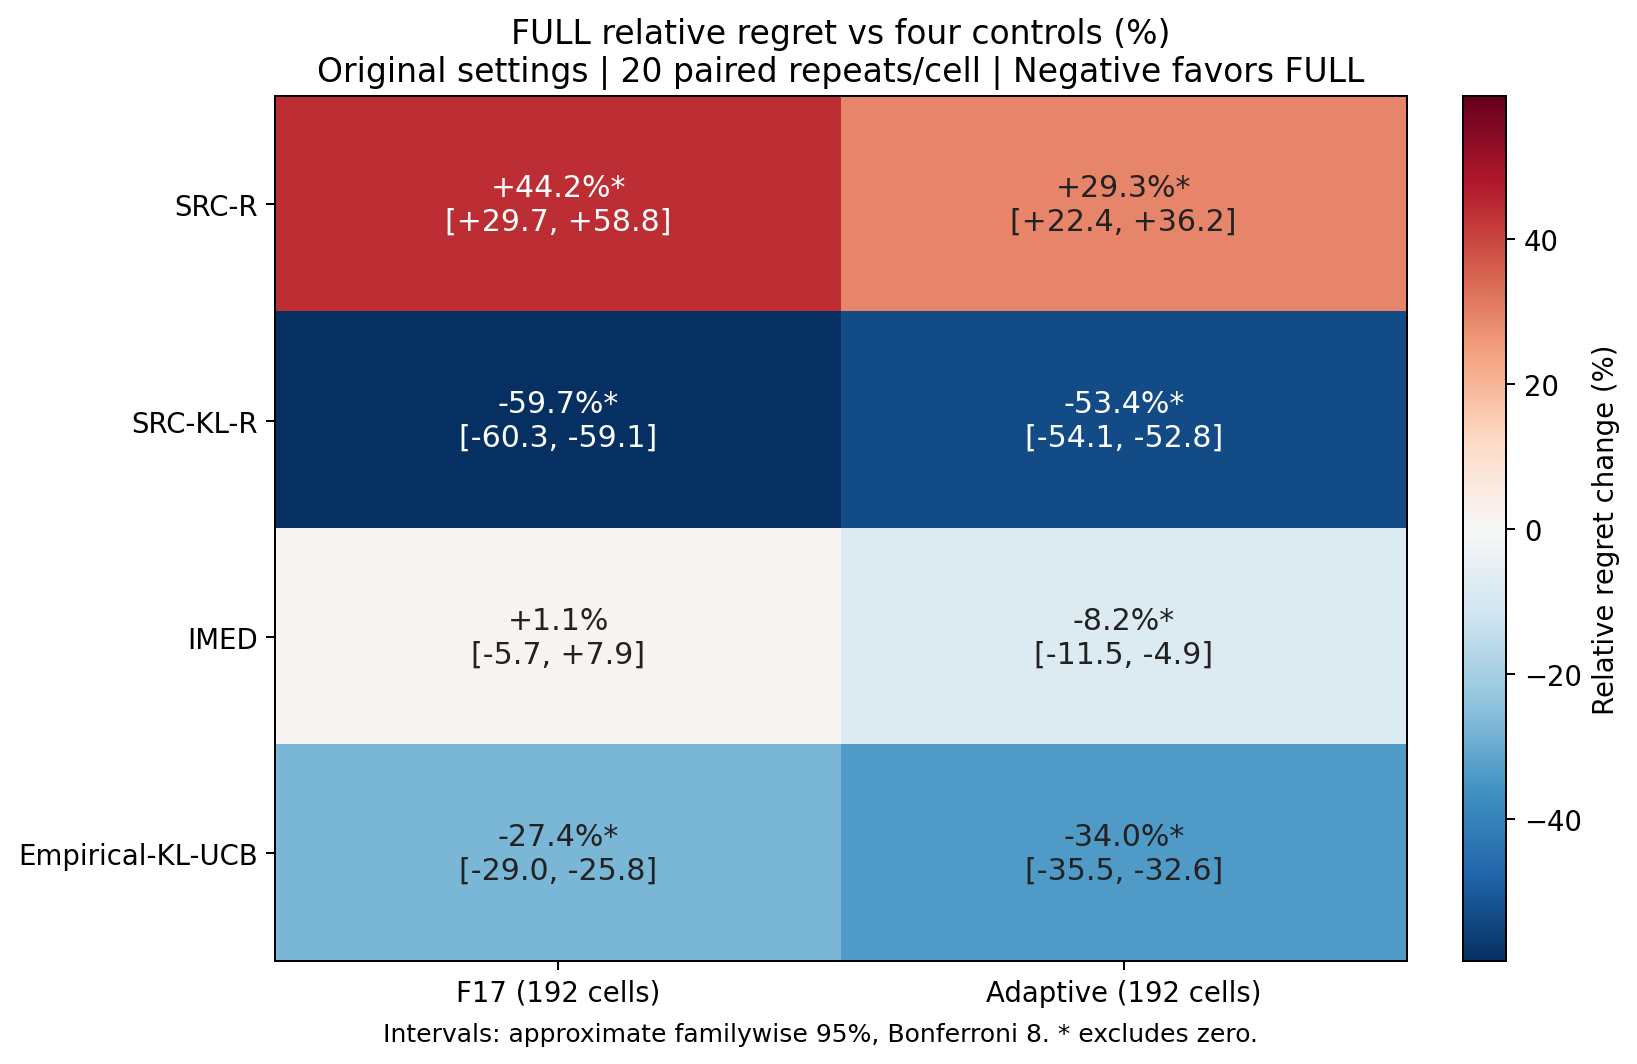 FULL relative regret vs four controls (%)
Original settings | 20 paired repeats/cell | Negative favors FULL
SRC-R
+44.2%*
[+29.7, +58.8]
+29.3%*
[+22.4, +36.2]
SRC-KL-R
-59.7%*
[-60.3, -59.1]
-53.4%*
[-54.1, -52.8]
IMED
+1.1%
[-5.7, +7.9]
-8.2%*
[-11.5, -4.9]
Empirical-KL-UCB
-27.4%*
[-29.0, -25.8]
-34.0%*
[-35.5, -32.6]
F17 (192 cells)
Adaptive (192 cells)
Intervals: approximate familywise 95%, Bonferroni 8. * excludes zero.
40
20
0
−20
−40
Relative regret change (%)